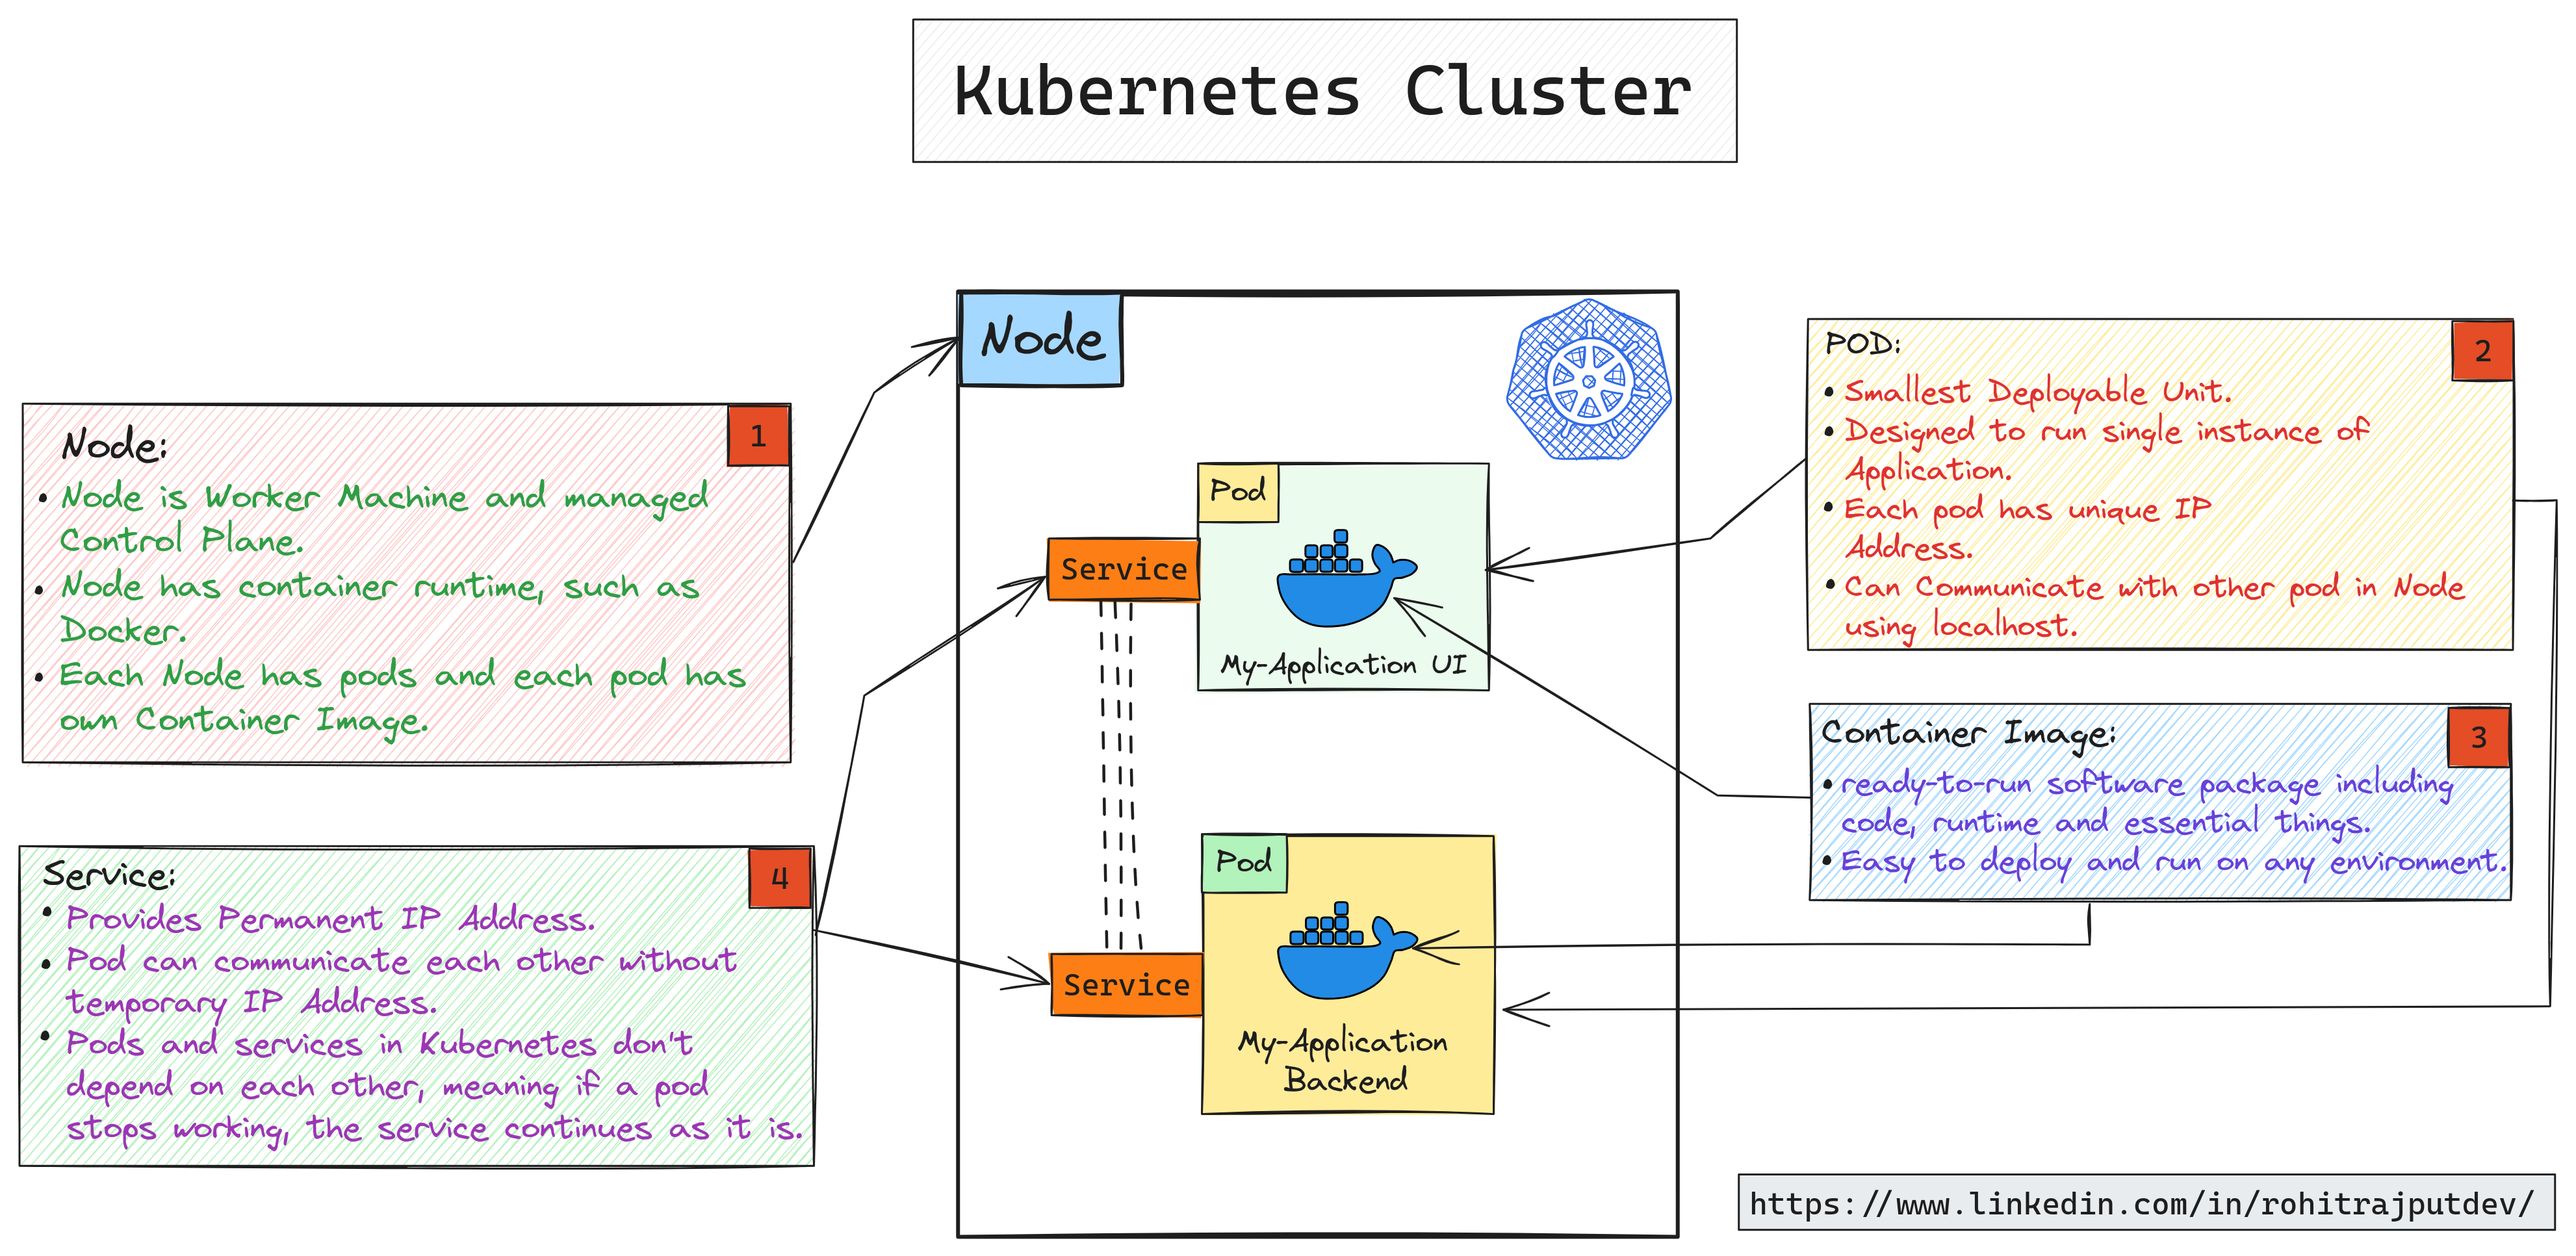 Kubernetes Cluster
Node
Node:
1
• Node is Worker Machine and managed
Control Plane.
• Node has container runtime, such as
Docker.
• Each Node has pods and each pod has
own Container Image.
Service:
4
• Provides Permanent IP Address.
• Pod can communicate each other without
temporary IP Address.
• Pods and services in Kubernetes don't
depend on each other, meaning if a pod
stops working, the service continues as it is.
Pod
Service
My-Application UI
Pod
Service
My-Application
Backend
POD:
2
• Smallest Deployable Unit.
• Designed to run single instance of
Application.
• Each pod has unique IP
Address.
• Can Communicate with other pod in Node
using localhost.
Container Image:
3
• ready-to-run software package including
code, runtime and essential things.
• Easy to deploy and run on any environment.
https://www.linkedin.com/in/rohitrajputdev/